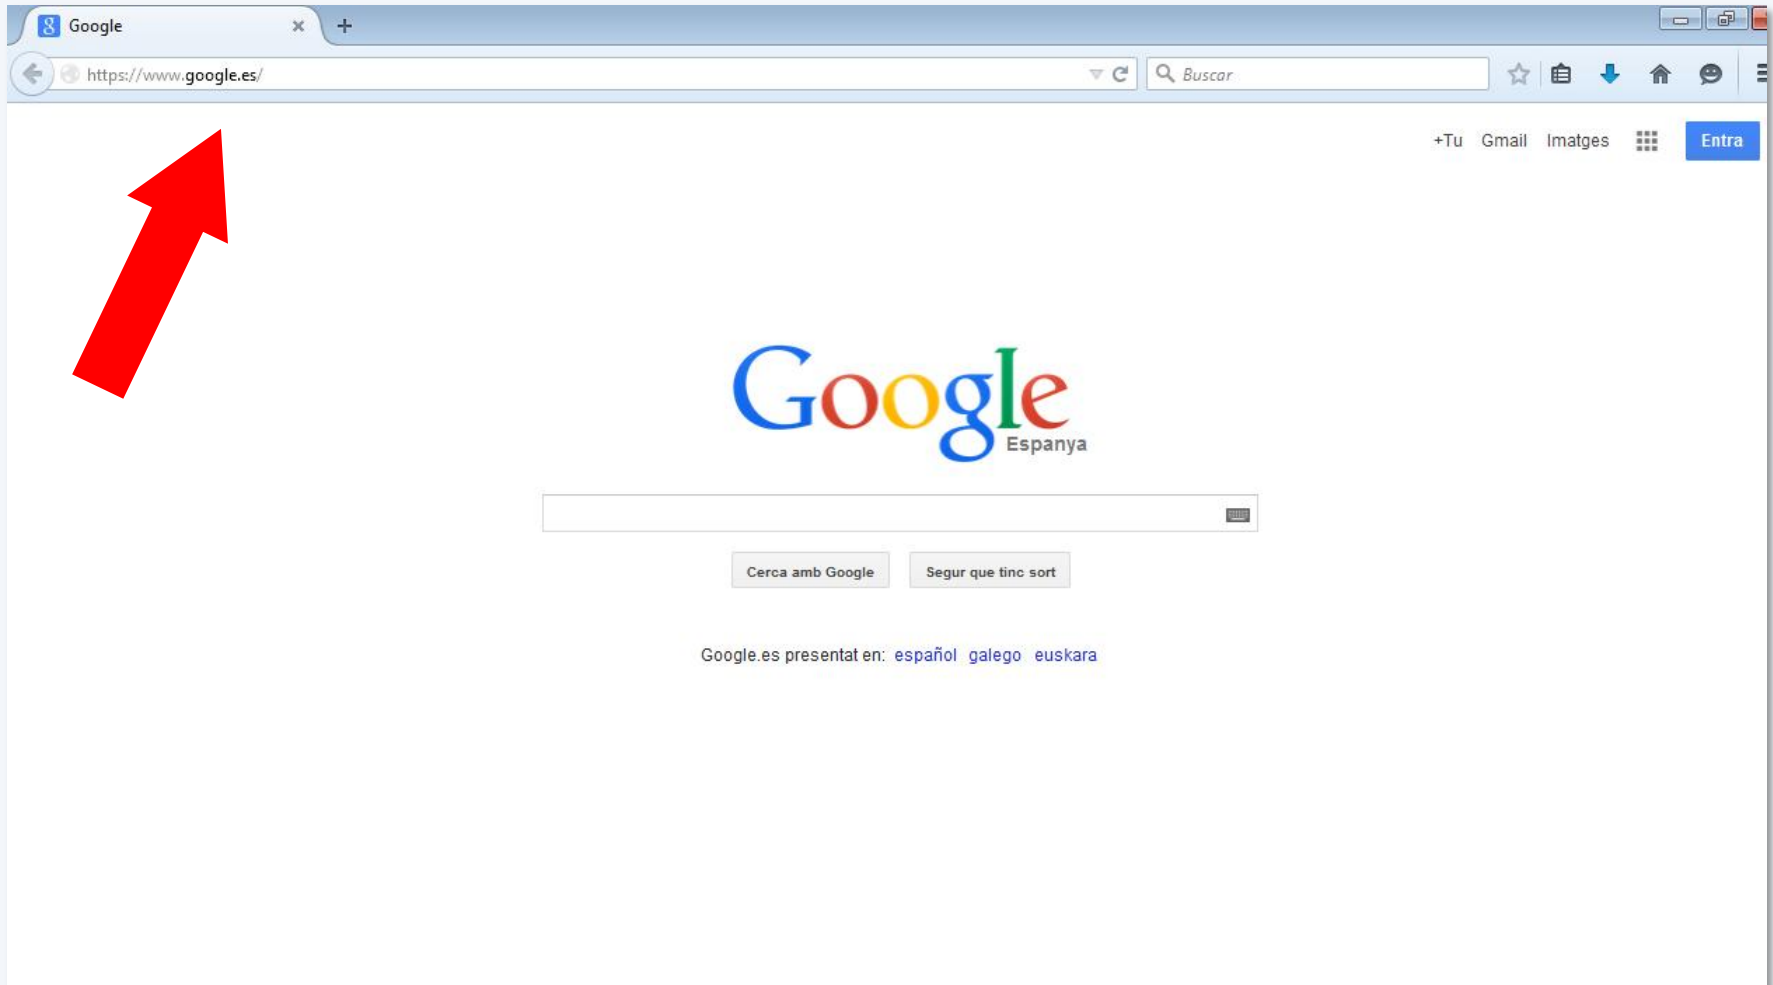 Google
https://www.google.es/
Buscar
+Tu Gmail Imatges Entra
Google
Espanya
Cerca amb Google Segur que tinc sort
Google.es presentat en: español galego euskara